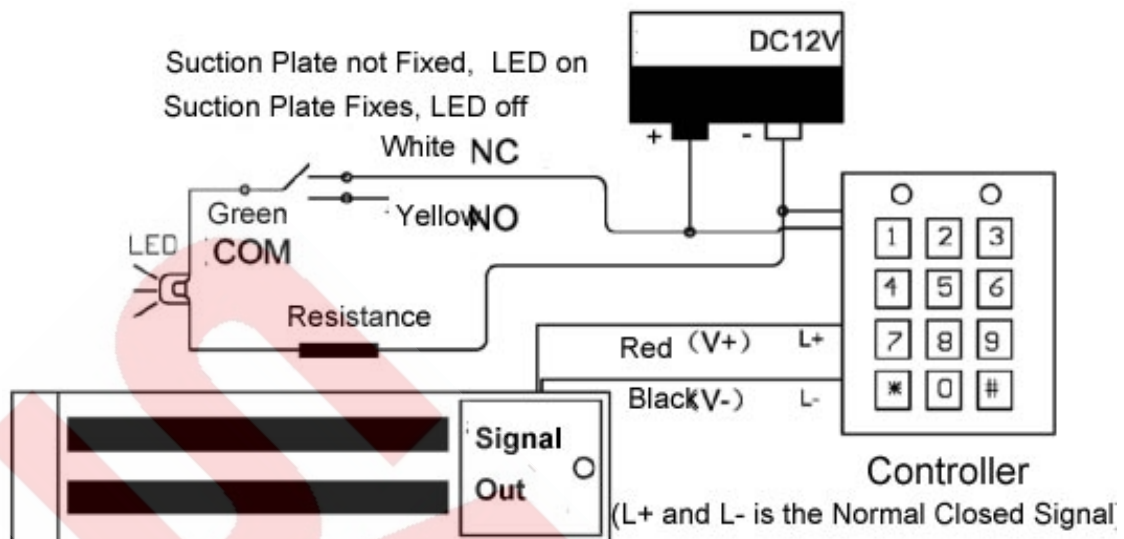 DC12V
Suction Plate not Fixed, LED on
Suction Plate Fixes, LED off
+ -
White NC
Yellow NO
Green
COM
LED
Resistance
1 2 3
4 5 6
7 8 9
* 0 #
Red (V+) L+
Black(V-) L-
Signal
Out
Controller
(L+ and L- is the Normal Closed Signal